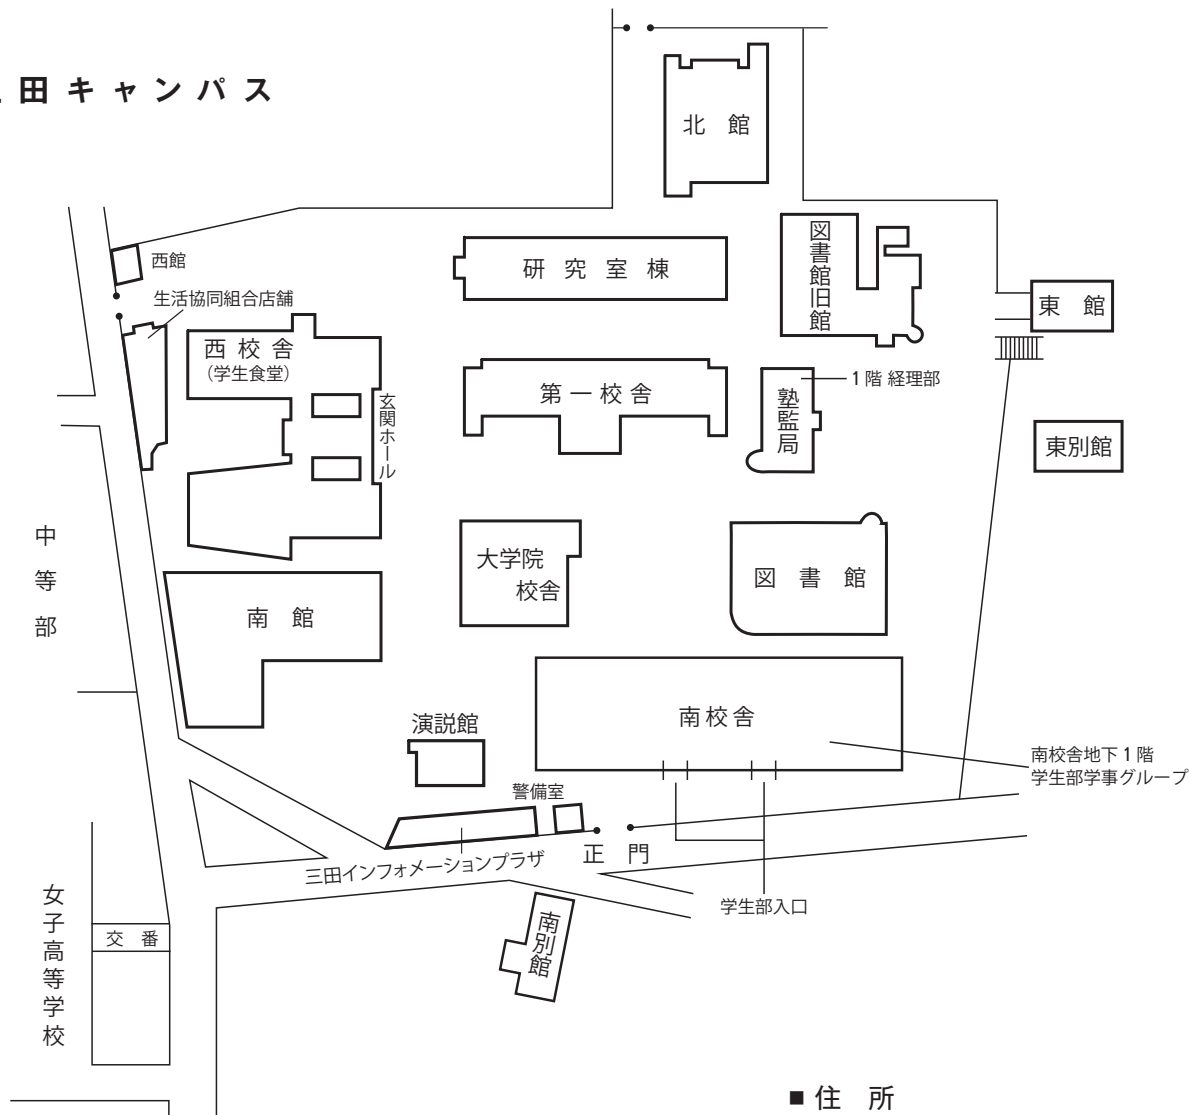 田キャンパス
北館
西館
生活協同組合店舗
研究室棟
図書館旧館
東館
西校舎
(学生食堂)
玄関ホール
第一校舎
塾監局
1階 経理部
東別館
中等部
大学院
校舎
図書館
南館
南校舎
演説館
南校舎地下1階
学生部学事グループ
警備室
正門
三田インフォメーションプラザ
学生部入口
南別館
女子高等学校
交番
■住所